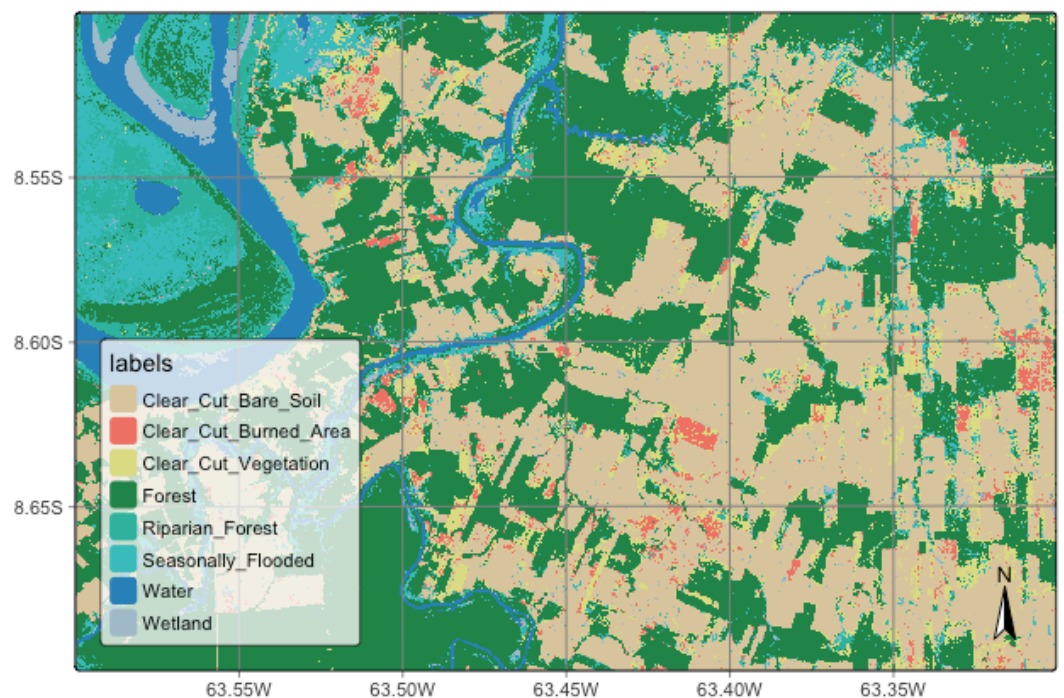 8.55S
8.60S
8.65S
labels
Clear_Cut_Bare_Soil
Clear_Cut_Burned_Area
Clear_Cut_Vegetation
Forest
Riparian_Forest
Seasonally_Flooded
Water
Wetland
N
63.55W 63.50W 63.45W 63.40W 63.35W